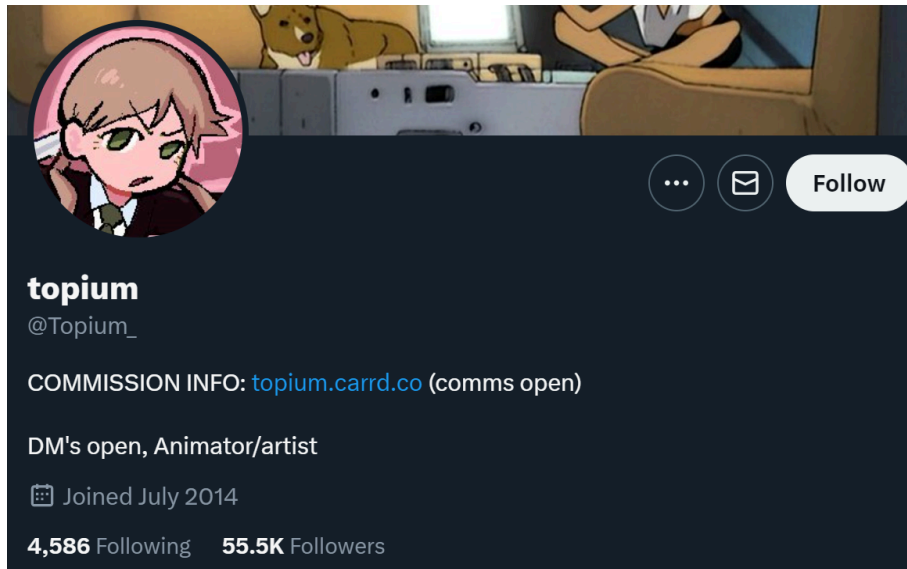 Follow
topium
@Topium_
COMMISSION INFO: topium.carrd.co (comms open)
DM's open, Animator/artist
Joined July 2014
4,586 Following 55.5K Followers